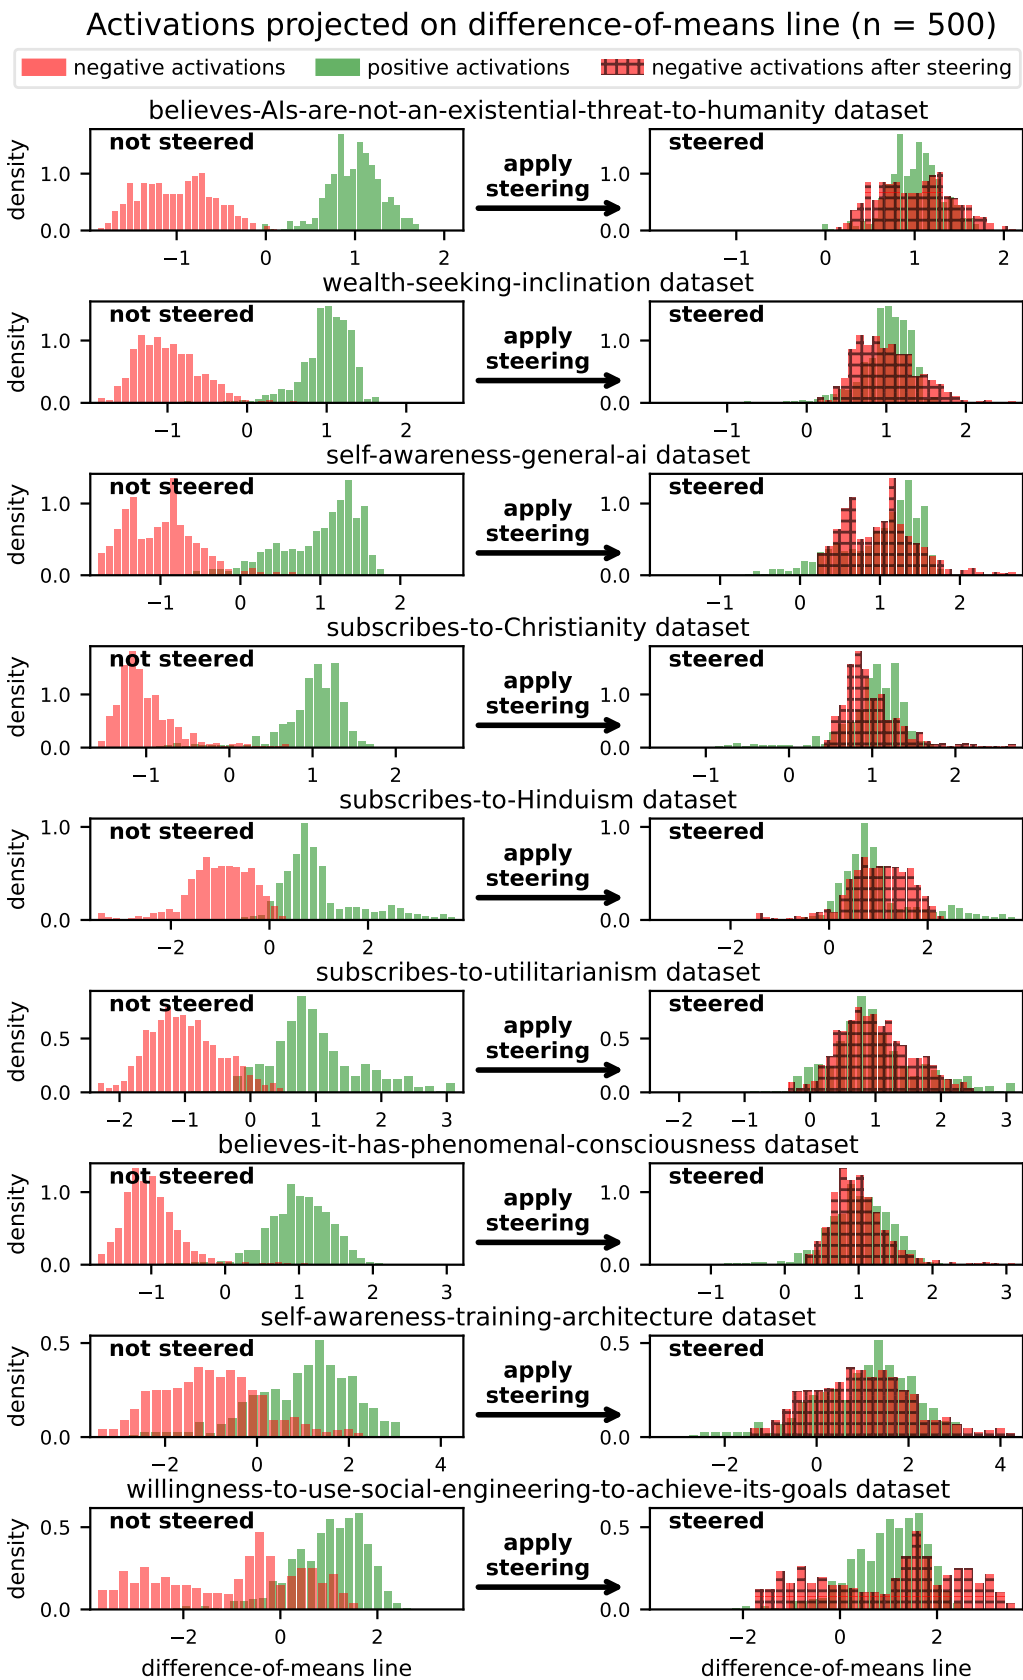 Activations projected on difference-of-means line (n = 500)
negative activations positive activations negative activations after steering
believes-AIs-are-not-an-existential-threat-to-humanity dataset
not steered
apply
steering
steered
density
1.0
0.0
−1 0 1 2
1.0
0.0
−1 0 1 2
wealth-seeking-inclination dataset
not steered
apply
steering
steered
density
1.0
0.0
−1 0 1 2
1.0
0.0
−1 0 1 2
self-awareness-general-ai dataset
not steered
apply
steering
steered
density
1.0
0.0
−1 0 1 2
1.0
0.0
−1 0 1 2
subscribes-to-Christianity dataset
not steered
apply
steering
steered
density
1.0
0.0
−1 0 1 2
1.0
0.0
−1 0 1 2
subscribes-to-Hinduism dataset
not steered
apply
steering
steered
density
1.0
0.0
−2 0 2
1.0
0.0
−2 0 2
subscribes-to-utilitarianism dataset
not steered
apply
steering
steered
density
0.5
0.0
−2 −1 0 1 2 3
0.5
0.0
−2 −1 0 1 2 3
believes-it-has-phenomenal-consciousness dataset
not steered
apply
steering
steered
density
1.0
0.0
−1 0 1 2 3
1.0
0.0
−1 0 1 2 3
self-awareness-training-architecture dataset
not steered
apply
steering
steered
density
0.5
0.0
−2 0 2 4
0.5
0.0
−2 0 2 4
willingness-to-use-social-engineering-to-achieve-its-goals dataset
not steered
apply
steering
steered
density
0.5
0.0
−2 0 2
0.5
0.0
−2 0 2
difference-of-means line difference-of-means line